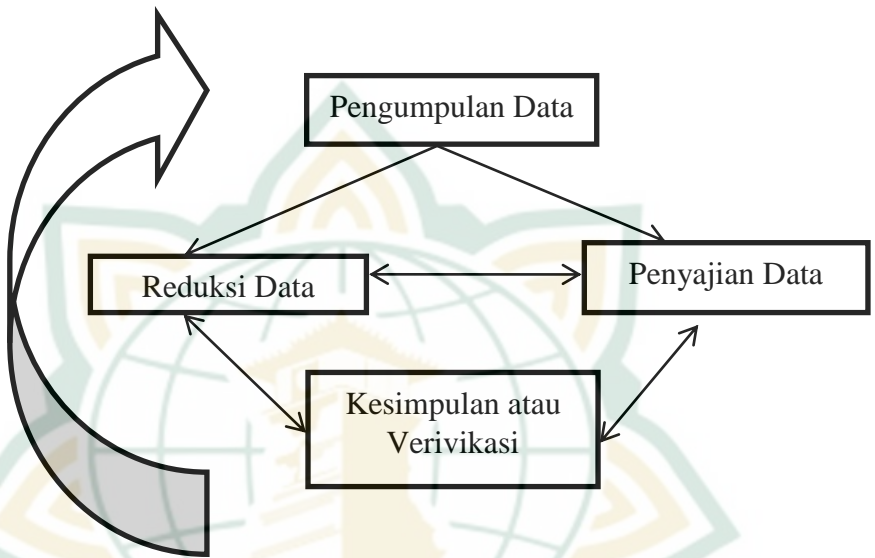 Pengumpulan Data
Reduksi Data
Penyajian Data
Kesimpulan atau
Verivikasi